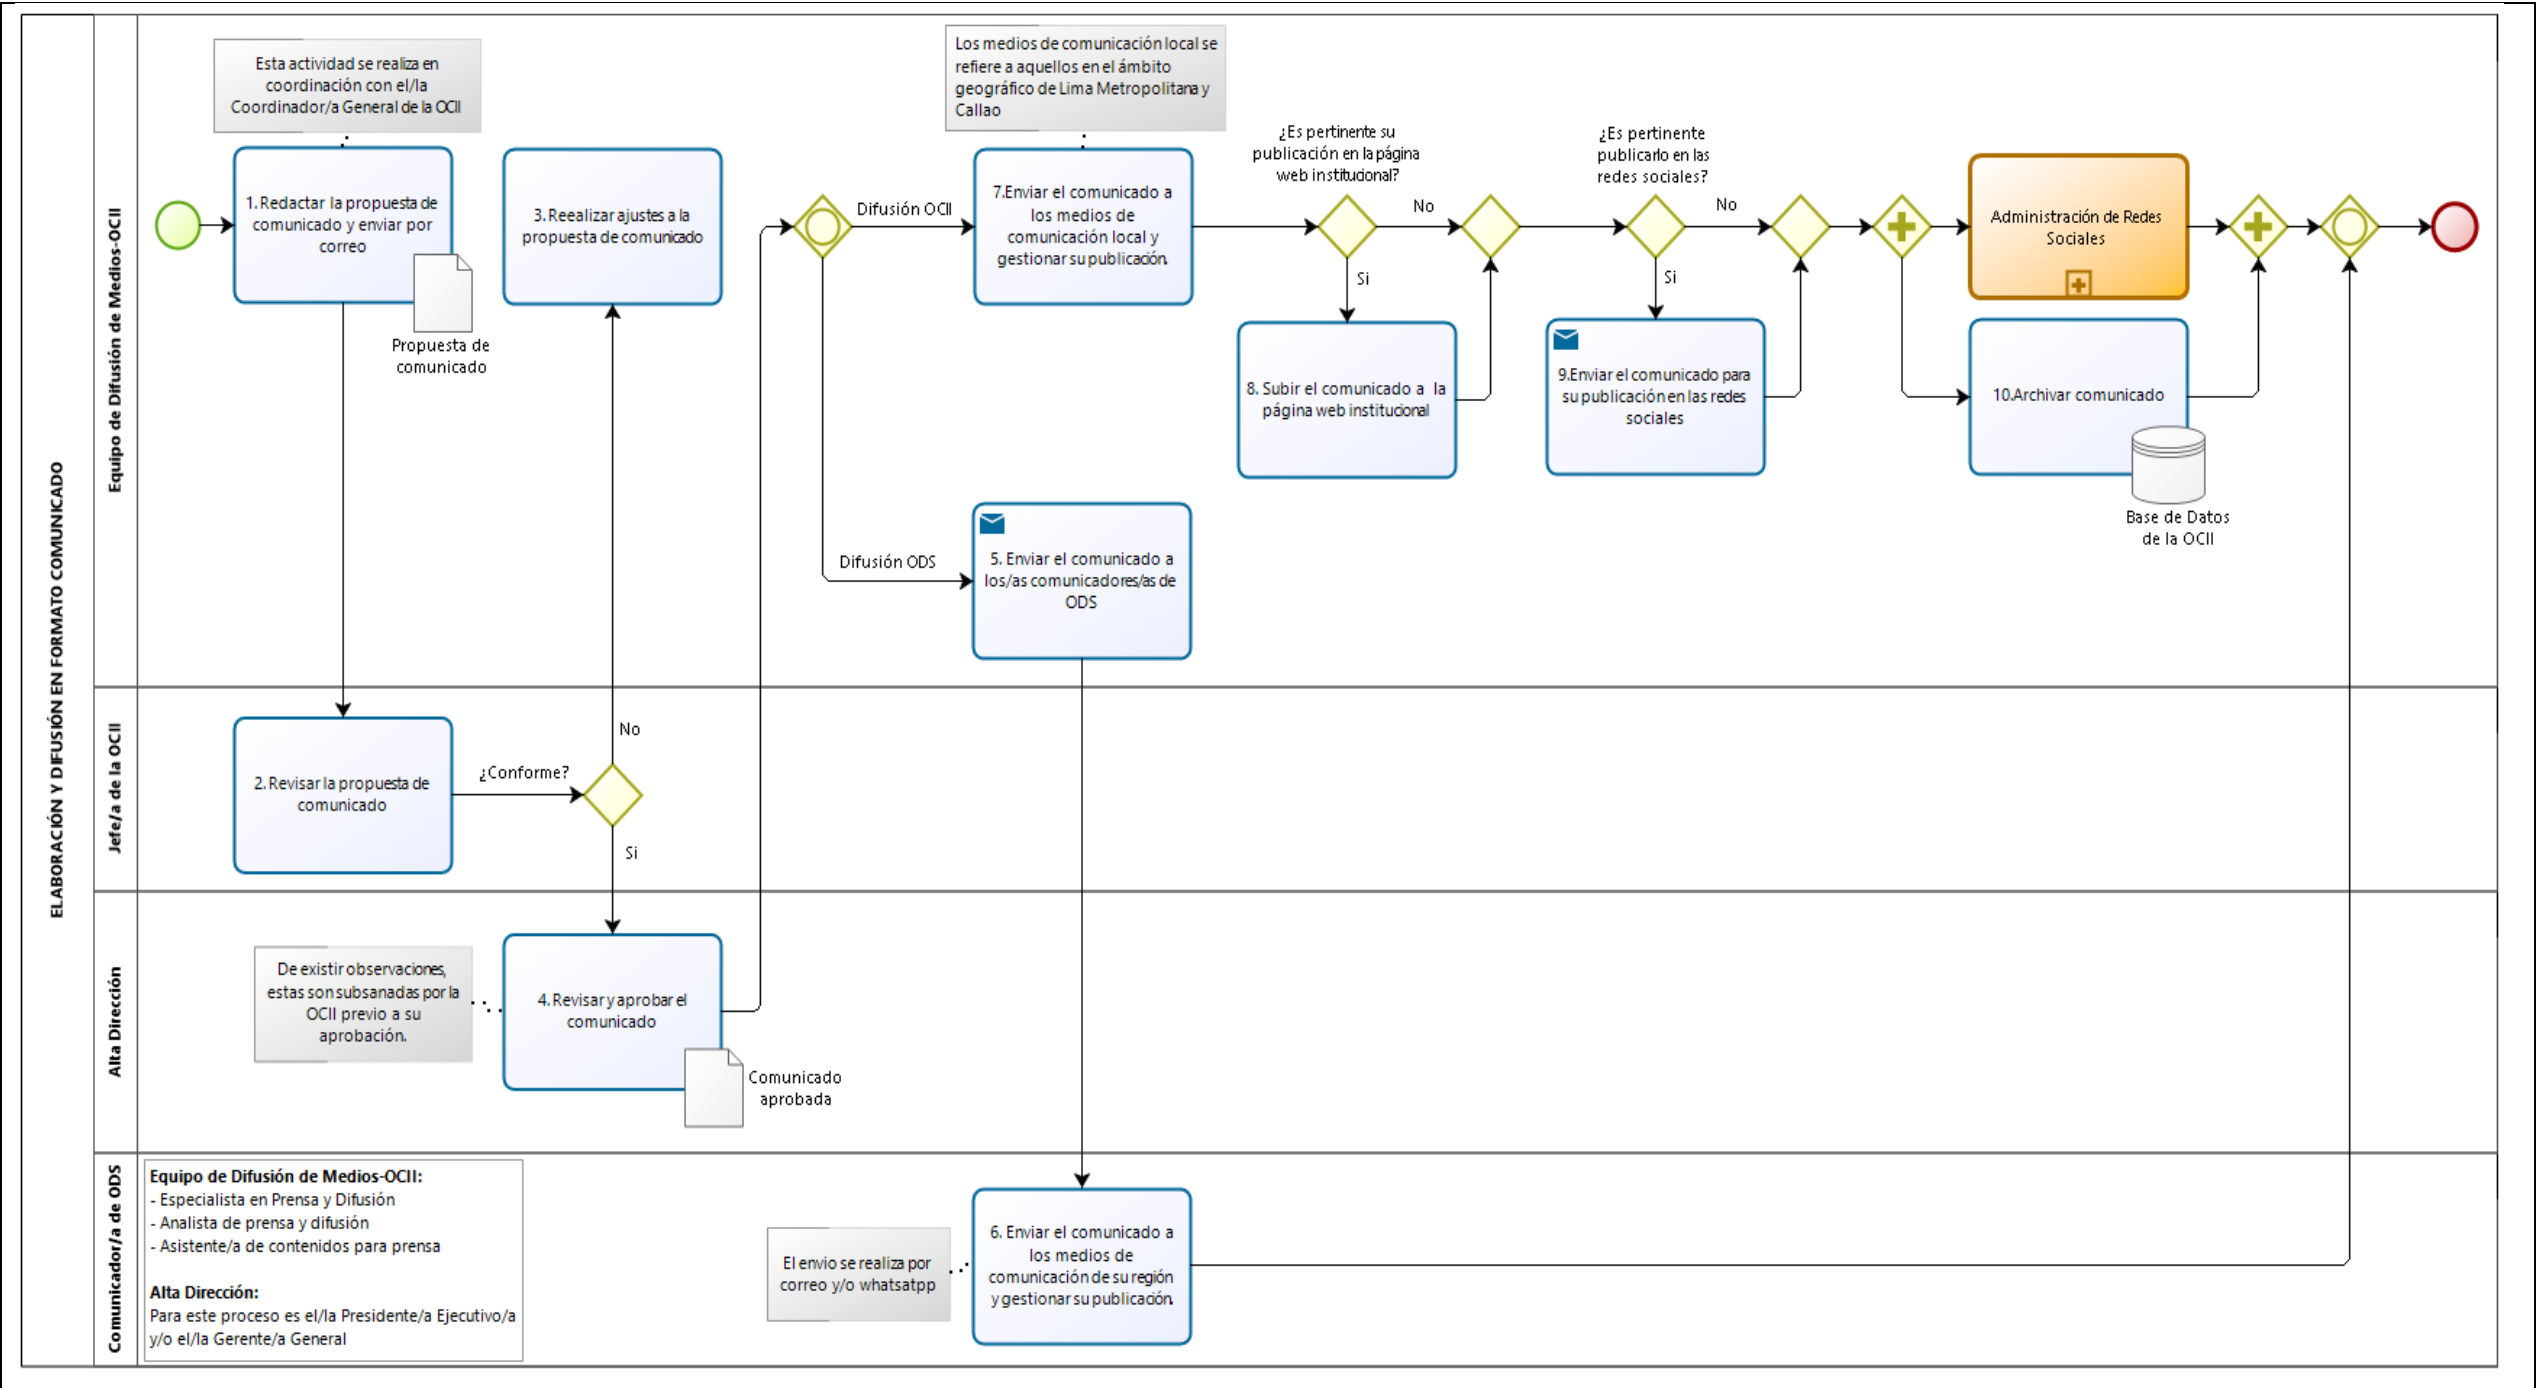 ELABORACIÓN Y DIFUSIÓN EN FORMATO COMUNICADO
Equipo de Difusión de Medios-OCII
Esta actividad se realiza en
coordinación con el/la
Coordinador/a General de la OCII
1. Redactar la propuesta de
comunicado y enviar por
correo
Propuesta de
comunicado
3. Reealizar ajustes a la
propuesta de comunicado
Difusión OCII
Difusión ODS
Los medios de comunicación local se
refiere a aquellos en el ámbito
geográfico de Lima Metropolitana y
Callao
7.Enviar el comunicado a
los medios de
comunicación local y
gestionar su publicación.
5. Enviar el comunicado a
los/as comunicadores/as de
ODS
¿Es pertinente su
publicación en la página
web institucional?
No
Si
8. Subir el comunicado a la
página web institucional
¿Es pertinente
publicarlo en las
redes sociales?
No
Si
9.Enviar el comunicado para
su publicación en las redes
sociales
Administración de Redes
Sociales
10.Archivar comunicado
Base de Datos
de la OCII
Jefe/a de la OCII
2. Revisar la propuesta de
comunicado
¿Conforme?
No
Si
Alta Dirección
De existir observaciones,
estas son subsanadas por la
OCII previo a su
aprobación.
4. Revisar y aprobar el
comunicado
Comunicado
aprobada
Comunicador/a de ODS
Equipo de Difusión de Medios-OCII:
- Especialista en Prensa y Difusión
- Analista de prensa y difusión
- Asistente/a de contenidos para prensa
Alta Dirección:
Para este proceso es el/la Presidente/a Ejecutivo/a
y/o el/la Gerente/a General
El envio se realiza por
correo y/o whatsatpp
6. Enviar el comunicado a
los medios de
comunicación de su región
y gestionar su publicación.